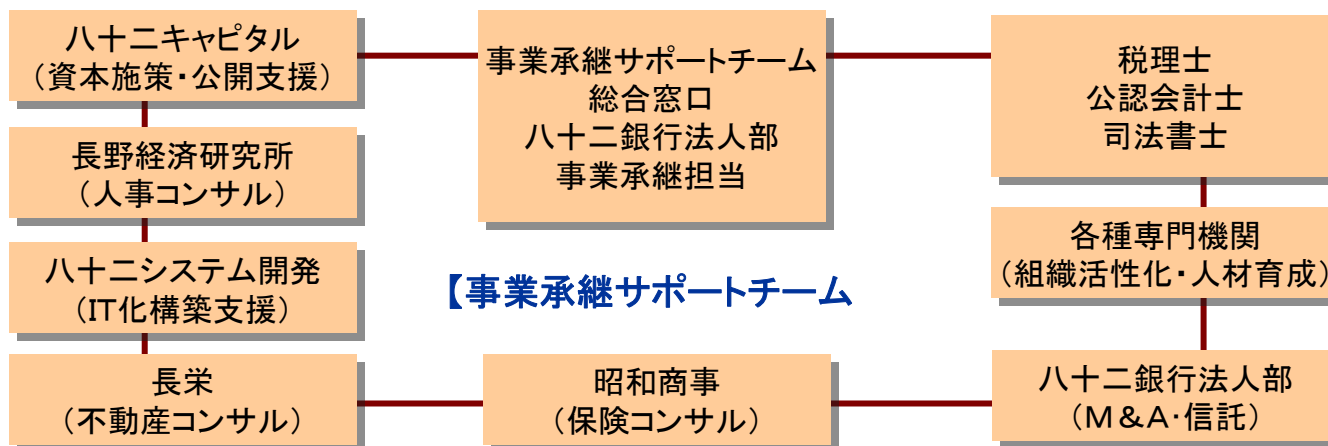 八十二キャピタル
（資本施策・公開支援）
事業承継サポートチーム
総合窓口
八十二銀行法人部
事業承継担当
税理士
公認会計士
司法書士
長野経済研究所
（人事コンサル）
各種専門機関
（組織活性化・人材育成）
八十二システム開発
（IT化構築支援）
【事業承継サポートチーム
長栄
（不動産コンサル）
昭和商事
（保険コンサル）
八十二銀行法人部
（Ｍ＆Ａ・信託）